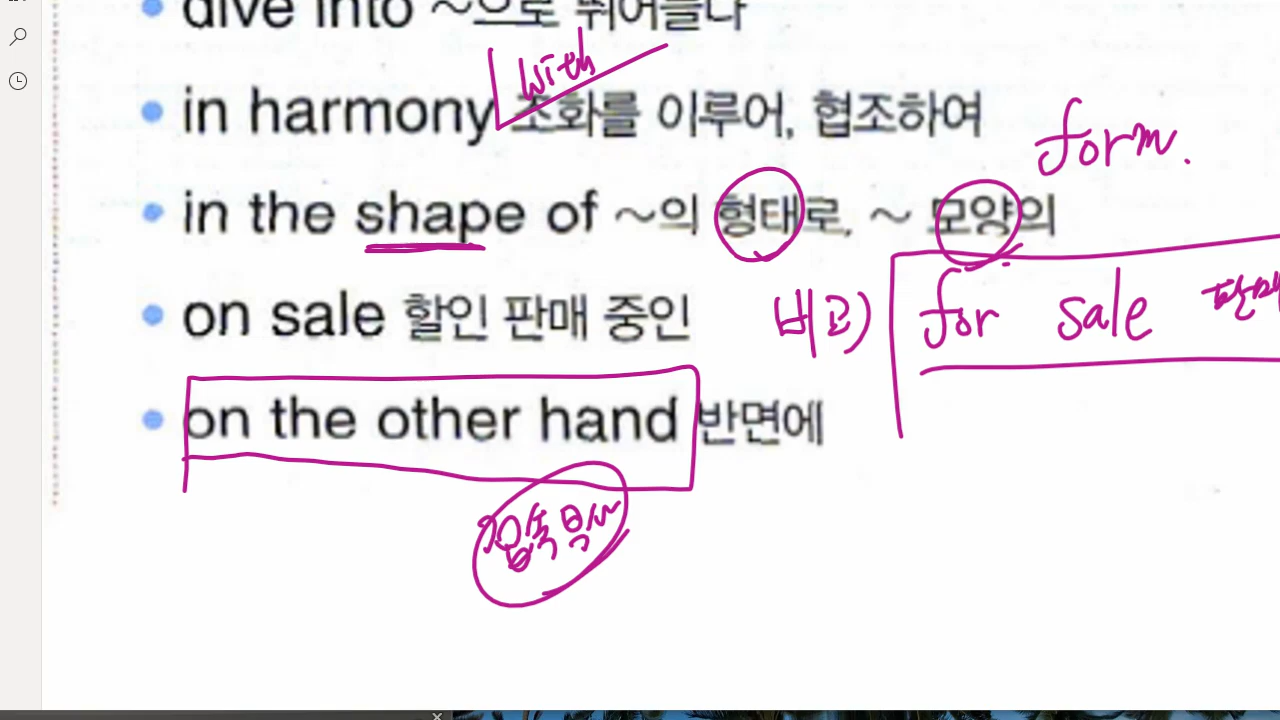 dive into ~으로 뛰어들다
with
in harmony 조화를 이루어, 협조하여
form.
in the shape of ~의 형태로, ~ 모양의
on sale 할인 판매 중인
비교) for sale
on the other hand 반면에
접속부사